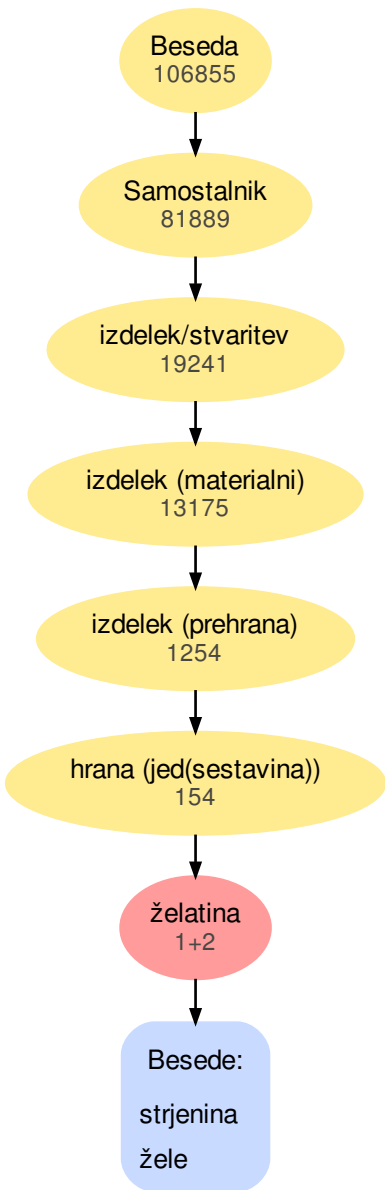 Beseda
106855
Samostalnik
81889
izdelek/stvaritev
19241
izdelek (materialni)
13175
izdelek (prehrana)
1254
hrana (jed(sestavina))
154
želatina
1+2
Besede:
strjenina
žele